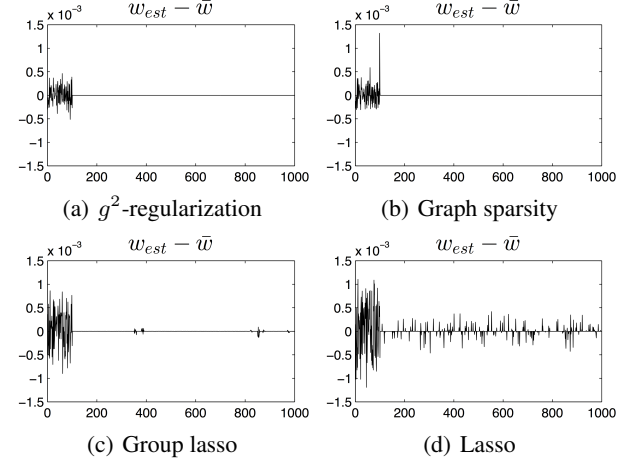 x 10⁻³ w_est − w̄
1.5
1
0.5
0
−0.5
−1
−1.5
0 200 400 600 800 1000
(a) g²-regularization
x 10⁻³ w_est − w̄
1.5
1
0.5
0
−0.5
−1
−1.5
0 200 400 600 800 1000
(b) Graph sparsity
x 10⁻³ w_est − w̄
1.5
1
0.5
0
−0.5
−1
−1.5
0 200 400 600 800 1000
(c) Group lasso
x 10⁻³ w_est − w̄
1.5
1
0.5
0
−0.5
−1
−1.5
0 200 400 600 800 1000
(d) Lasso